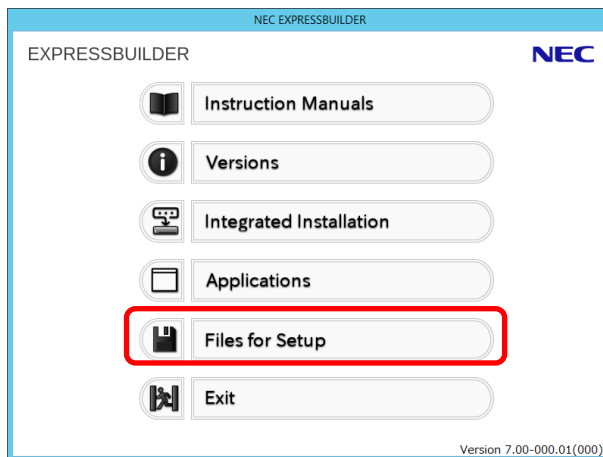 NEC EXPRESSBUILDER
EXPRESSBUILDER NEC
Instruction Manuals
Versions
Integrated Installation
Applications
Files for Setup
Exit
Version 7.00-000.01(000)